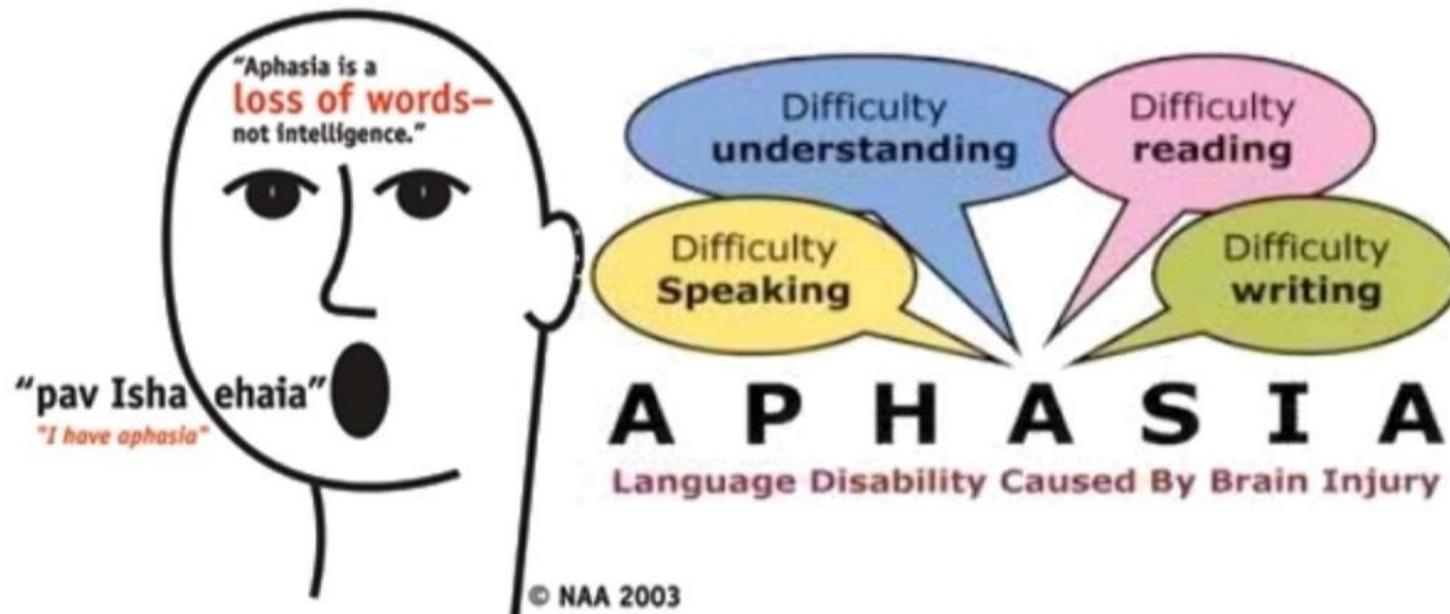 "Aphasia is a
loss of words–
not intelligence."
"pav Isha ehaia"
"I have aphasia"
© NAA 2003
Difficulty
understanding
Difficulty
reading
Difficulty
Speaking
Difficulty
writing
APHASIA
Language Disability Caused By Brain Injury